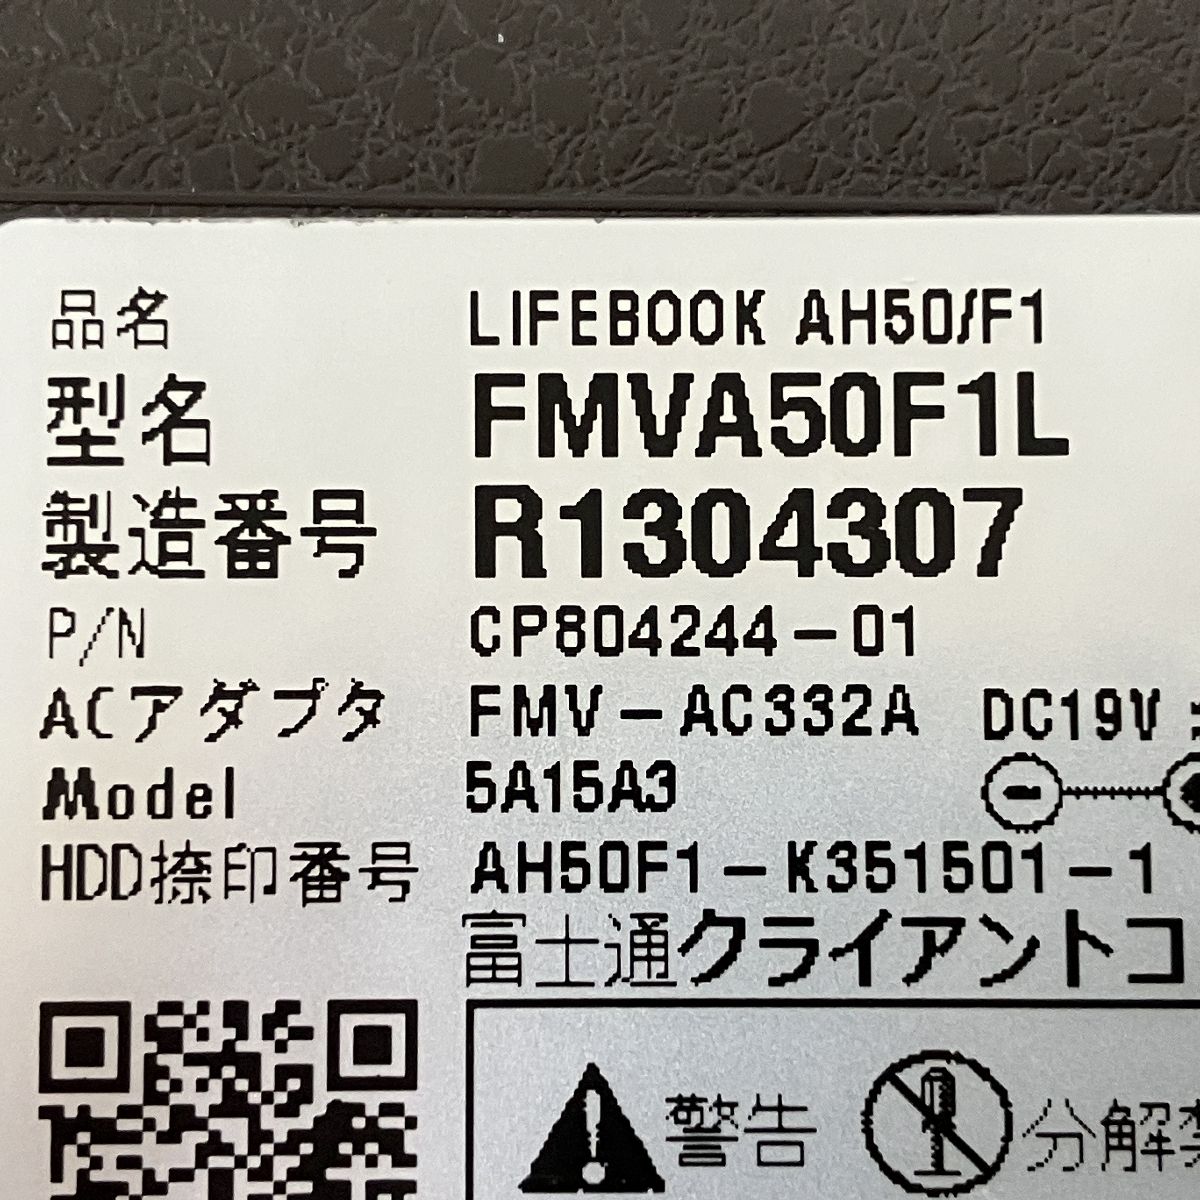 品名 LIFEBOOK AH50/F1
型名 FMVA50F1L
製造番号 R1304307
P/N CP804244-01
ACアダプタ FMV-AC332A DC19V
Model 5A15A3
HDD捺印番号 AH50F1-K351501-1
富士通クライアントコ
警告 分解